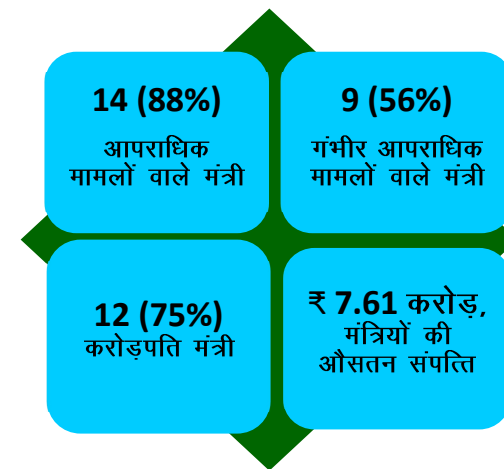 14 (88%)
आपराधिक
मामलों वाले मंत्री
9 (56%)
गंभीर आपराधिक
मामलों वाले मंत्री
12 (75%)
करोड़पति मंत्री
₹ 7.61 करोड़,
मंत्रियों की
औसतन संपत्ति